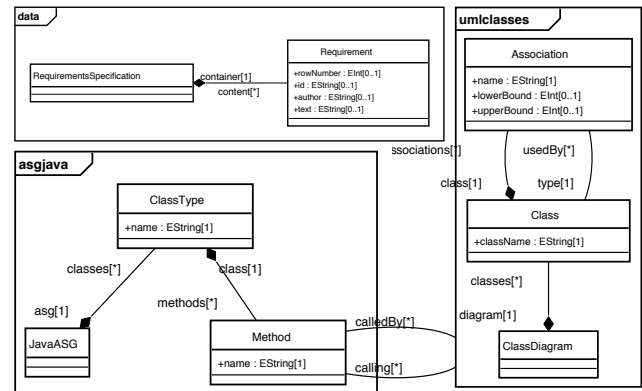 data
RequirementsSpecification
container[1]
content[*]
Requirement
+rowNumber : EInt[0..1]
+id : EString[0..1]
+author : EString[0..1]
+text : EString[0..1]
umlclasses
Association
+name : EString[1]
+lowerBound : EInt[0..1]
+upperBound : EInt[0..1]
ssociations[*]
usedBy[*]
class[1]
type[1]
Class
+className : EString[1]
classes[*]
diagram[1]
ClassDiagram
asgjava
ClassType
+name : EString[1]
classes[*]
class[1]
methods[*]
asg[1]
JavaASG
Method
+name : EString[1]
calledBy[*]
calling[*]